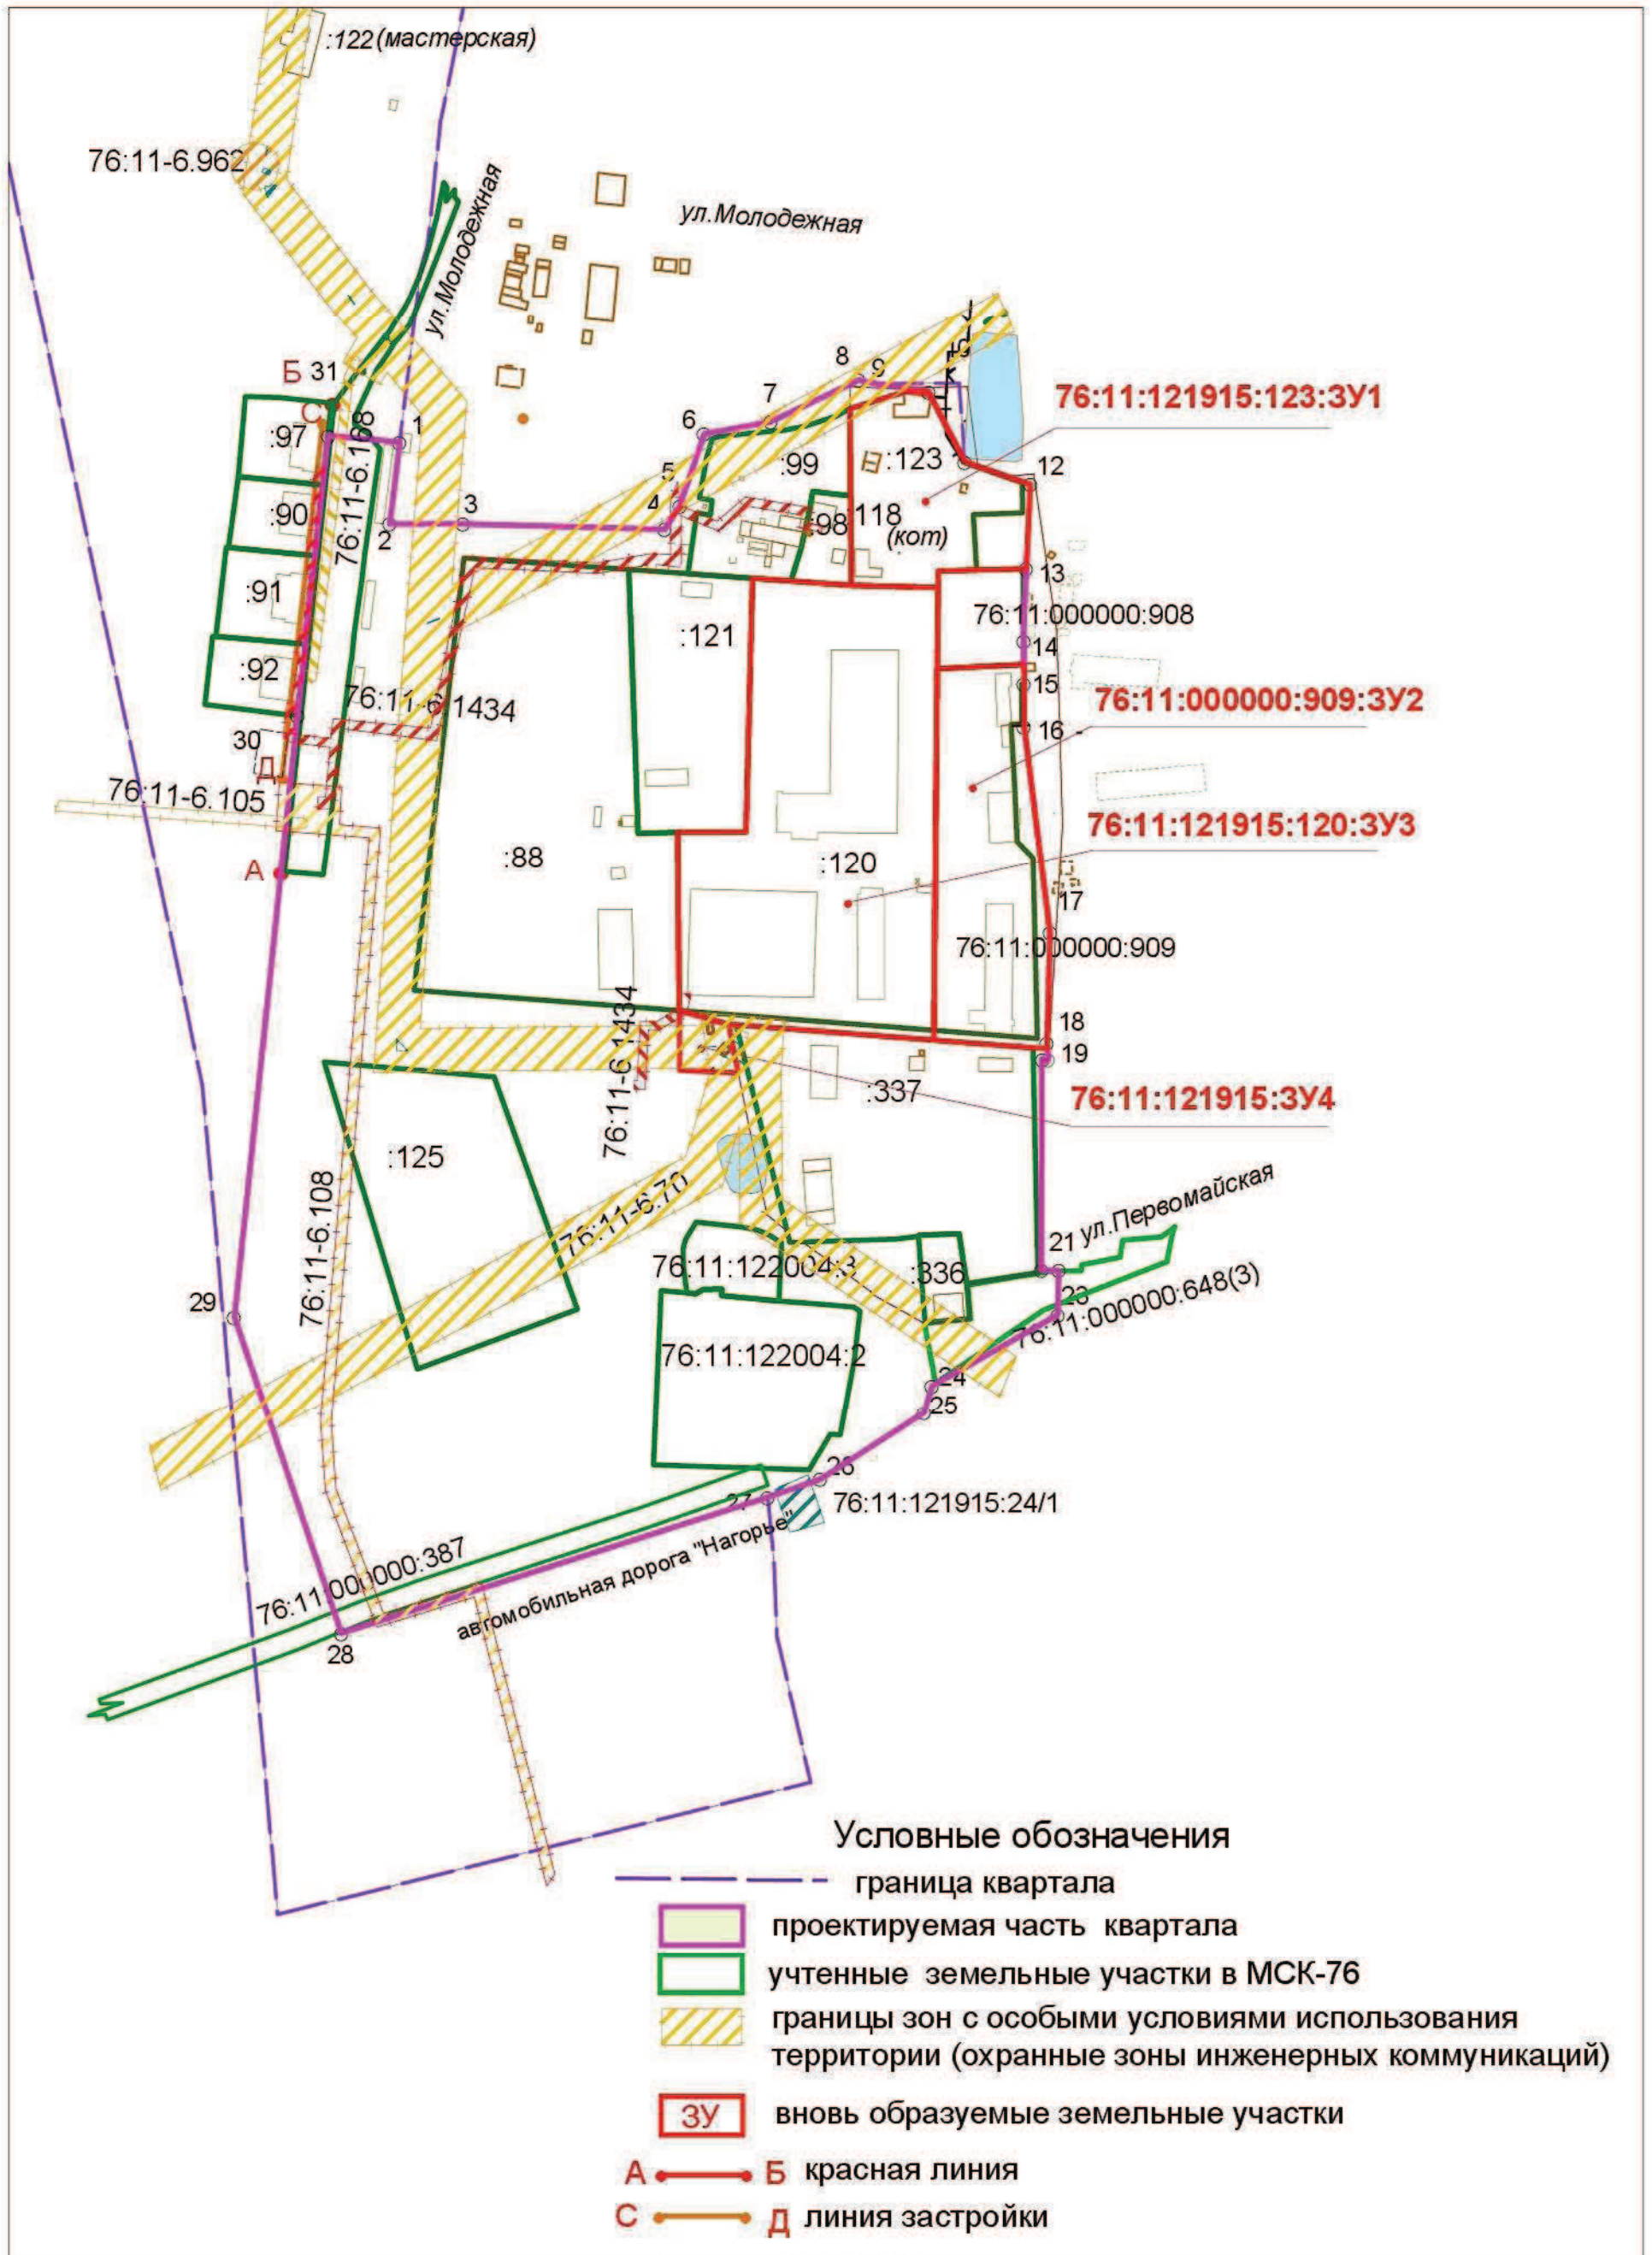 :122(мастерская)
76:11-6.962
ул.Молодежная
ул.Молодежная
Б 31
С
8
9
7
6
5
4
3
1
2
76:11:121915:123:ЗУ1
12
:97
76:11-6.168
:99
:123
:90
:98
118
(кот)
13
:91
76:11:000000:908
:121
14
:92
76:11-6.1434
15
76:11:000000:909:ЗУ2
16
30
Д
76:11-6.105
76:11:121915:120:ЗУ3
:88
:120
А
17
76:11:000000:909
76:11-6.1434
18
19
:337
76:11:121915:ЗУ4
:125
76:11-6.108
76:11-6.70
21 ул.Первомайская
76:11:122004:3
:336
23
76:11:000000:648(3)
29
76:11:122004:2
24
25
26
27
76:11:121915:24/1
76:11:000000:387
автомобильная дорога "Нагорье"
28
Условные обозначения
граница квартала
проектируемая часть квартала
учтенные земельные участки в МСК-76
границы зон с особыми условиями использования
территории (охранные зоны инженерных коммуникаций)
ЗУ вновь образуемые земельные участки
А Б красная линия
С Д линия застройки